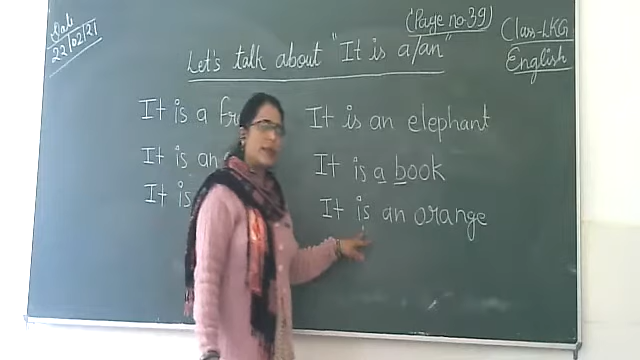 Date
22/02/21
(Page no.39)
Class-LKG
English
Let's talk about "It is a/an"
It is a
It is an
It is
It is an elephant
It is a book
It is an orange